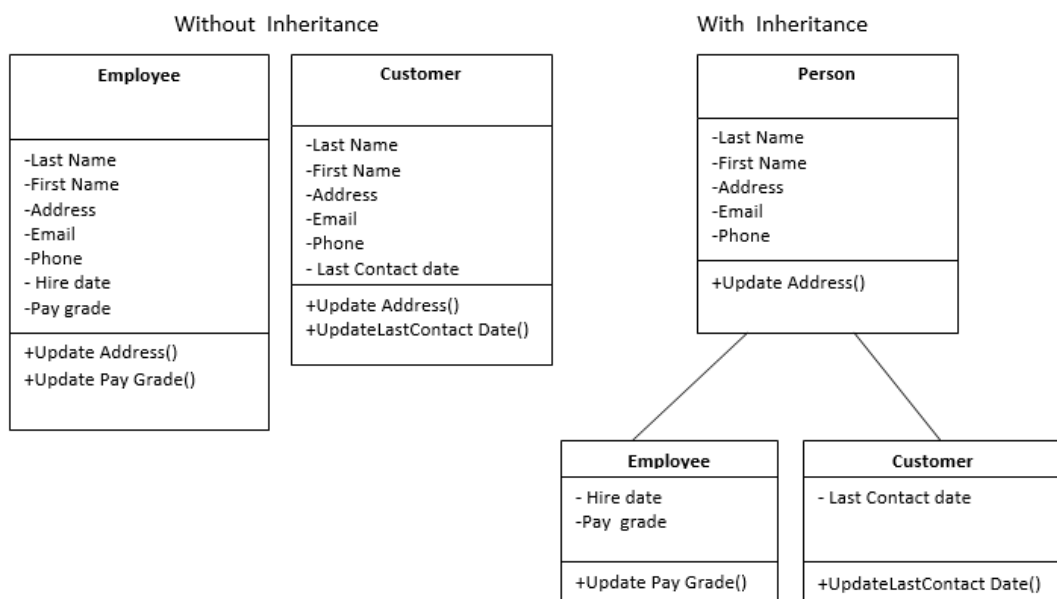 Without Inheritance
Employee
-Last Name
-First Name
-Address
-Email
-Phone
- Hire date
-Pay grade
+Update Address()
+Update Pay Grade()
Customer
-Last Name
-First Name
-Address
-Email
-Phone
- Last Contact date
+Update Address()
+UpdateLastContact Date()
With Inheritance
Person
-Last Name
-First Name
-Address
-Email
-Phone
+Update Address()
Employee
- Hire date
-Pay grade
+Update Pay Grade()
Customer
- Last Contact date
+UpdateLastContact Date()